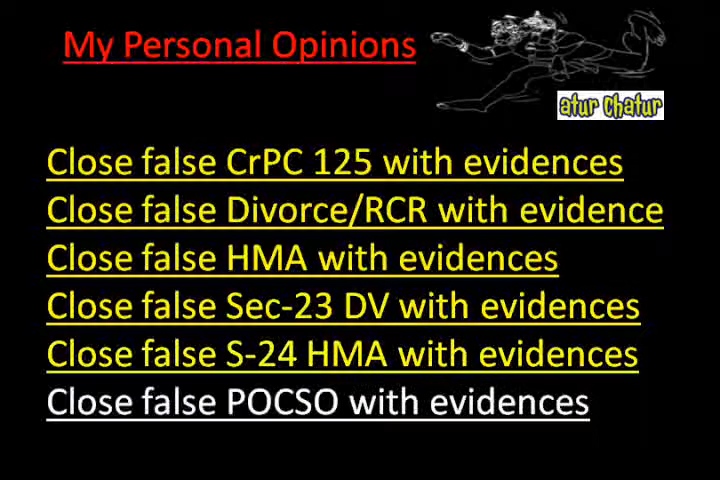 My Personal Opinions
atur Chatur
Close false CrPC 125 with evidences
Close false Divorce/RCR with evidence
Close false HMA with evidences
Close false Sec-23 DV with evidences
Close false S-24 HMA with evidences
Close false POCSO with evidences